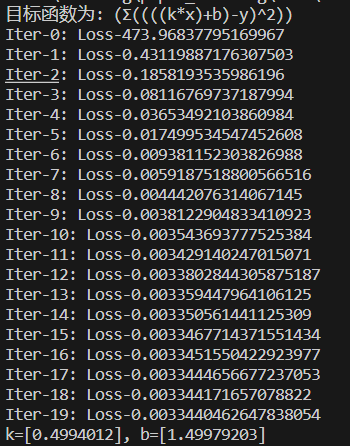 目标函数为: (Σ((((k*x)+b)-y)^2))
Iter-0: Loss-473.96837795169967
Iter-1: Loss-0.43119887176307503
Iter-2: Loss-0.1858193535986196
Iter-3: Loss-0.08116769737187994
Iter-4: Loss-0.03653492103860984
Iter-5: Loss-0.017499534547452608
Iter-6: Loss-0.009381152303826988
Iter-7: Loss-0.0059187518800566516
Iter-8: Loss-0.004442076314067145
Iter-9: Loss-0.0038122904833410923
Iter-10: Loss-0.003543693777525384
Iter-11: Loss-0.003429140247015071
Iter-12: Loss-0.0033802844305875187
Iter-13: Loss-0.003359447964106125
Iter-14: Loss-0.003350561441125309
Iter-15: Loss-0.0033467714371551434
Iter-16: Loss-0.0033451550422923977
Iter-17: Loss-0.0033444656677237053
Iter-18: Loss-0.003344171657078822
Iter-19: Loss-0.0033440462647838054
k=[0.4994012], b=[1.49979203]